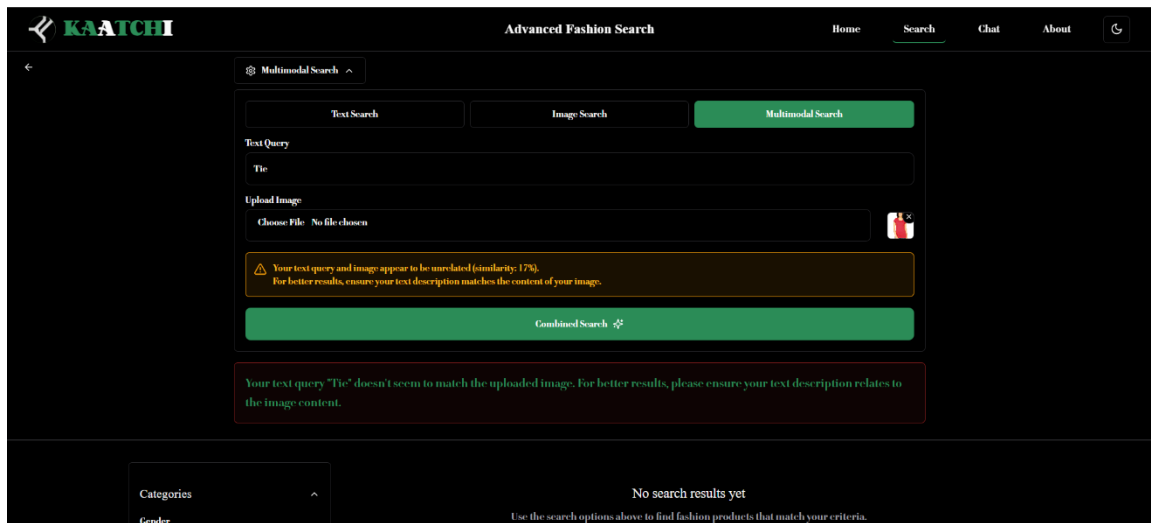 KAATCHI
Advanced Fashion Search
Home
Search
Chat
About
Multimodal Search
Text Search
Image Search
Multimodal Search
Text Query
Tie
Upload Image
Choose File No file chosen
Your text query and image appear to be unrelated (similarity: 17%).
For better results, ensure your text description matches the content of your image.
Combined Search
Your text query "Tie" doesn't seem to match the uploaded image. For better results, please ensure your text description relates to
the image content.
Categories
Gender
No search results yet
Use the search options above to find fashion products that match your criteria.